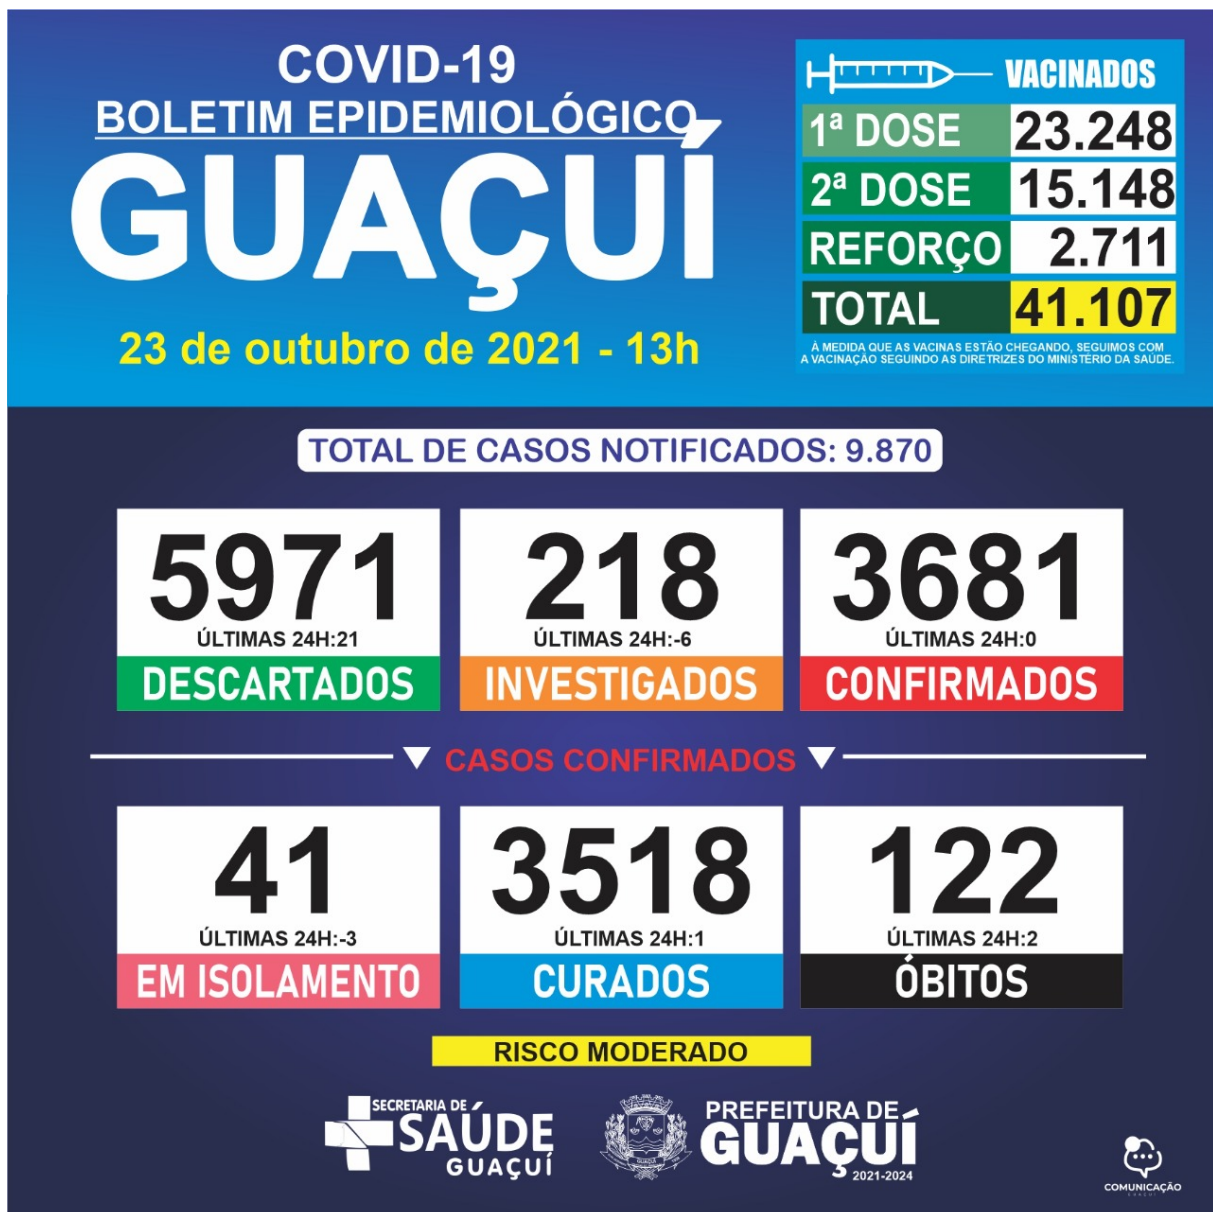 COVID-19
BOLETIM EPIDEMIOLÓGICO
GUAÇUÍ
23 de outubro de 2021 - 13h
VACINADOS
1ª DOSE 23.248
2ª DOSE 15.148
REFORÇO 2.711
TOTAL 41.107
À MEDIDA QUE AS VACINAS ESTÃO CHEGANDO, SEGUIMOS COM
A VACINAÇÃO SEGUINDO AS DIRETRIZES DO MINISTÉRIO DA SAÚDE.
TOTAL DE CASOS NOTIFICADOS: 9.870
5971
ÚLTIMAS 24H:21
DESCARTADOS
218
ÚLTIMAS 24H:-6
INVESTIGADOS
3681
ÚLTIMAS 24H:0
CONFIRMADOS
CASOS CONFIRMADOS
41
ÚLTIMAS 24H:-3
EM ISOLAMENTO
3518
ÚLTIMAS 24H:1
CURADOS
122
ÚLTIMAS 24H:2
ÓBITOS
RISCO MODERADO
SECRETARIA DE
SAÚDE
GUAÇUÍ
PREFEITURA DE
GUAÇUÍ
2021-2024
COMUNICAÇÃO